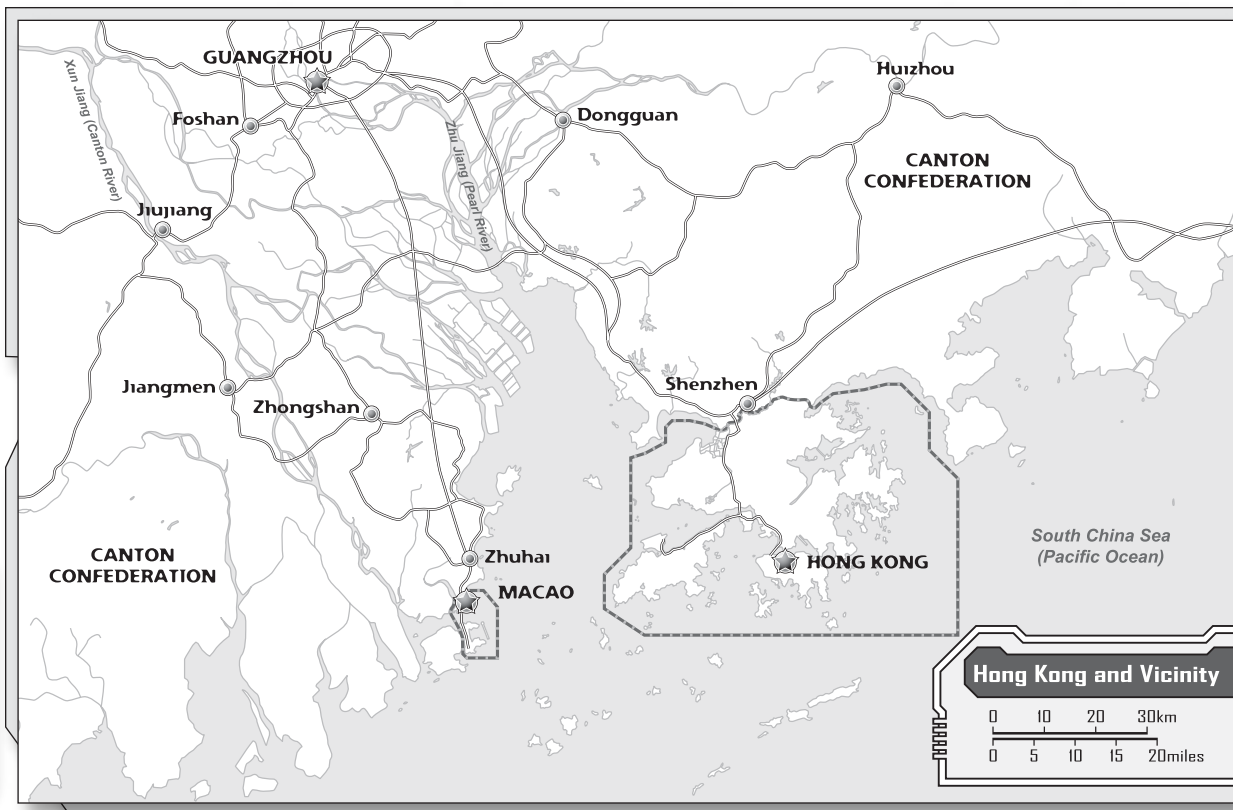 GUANGZHOU
Huizhou
Xun Jiang (Canton River)
Foshan
Dongguan
Zhu Jiang (Pearl River)
CANTON
CONFEDERATION
Jiujiang
Jiangmen
Zhongshan
Shenzhen
CANTON
CONFEDERATION
Zhuhai
MACAO
HONG KONG
South China Sea
(Pacific Ocean)
Hong Kong and Vicinity
0 10 20 30km
0 5 10 15 20miles